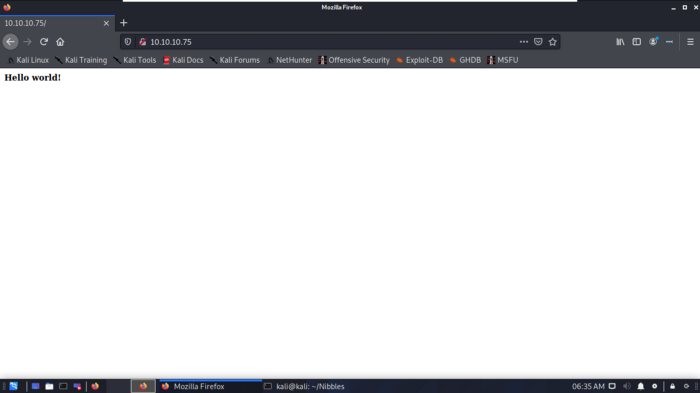 Mozilla Firefox
10.10.10.75/
10.10.10.75
Kali Linux Kali Training Kali Tools Kali Docs Kali Forums NetHunter Offensive Security Exploit-DB GHDB MSFU
Hello world!
Mozilla Firefox kali@kali: ~/Nibbles 06:35 AM